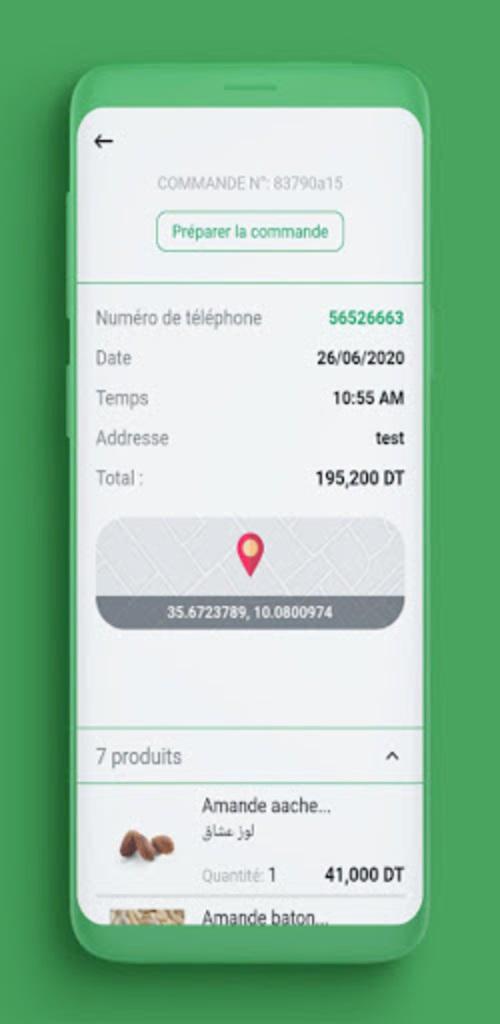 COMMANDE N°: 83790a15
Préparer la commande
Numéro de téléphone 56526663
Date 26/06/2020
Temps 10:55 AM
Addresse test
Total : 195,200 DT
35.6723789, 10.0800974
7 produits
Amande aache...
لوز عشاق
Quantité: 1 41,000 DT
Amande baton...